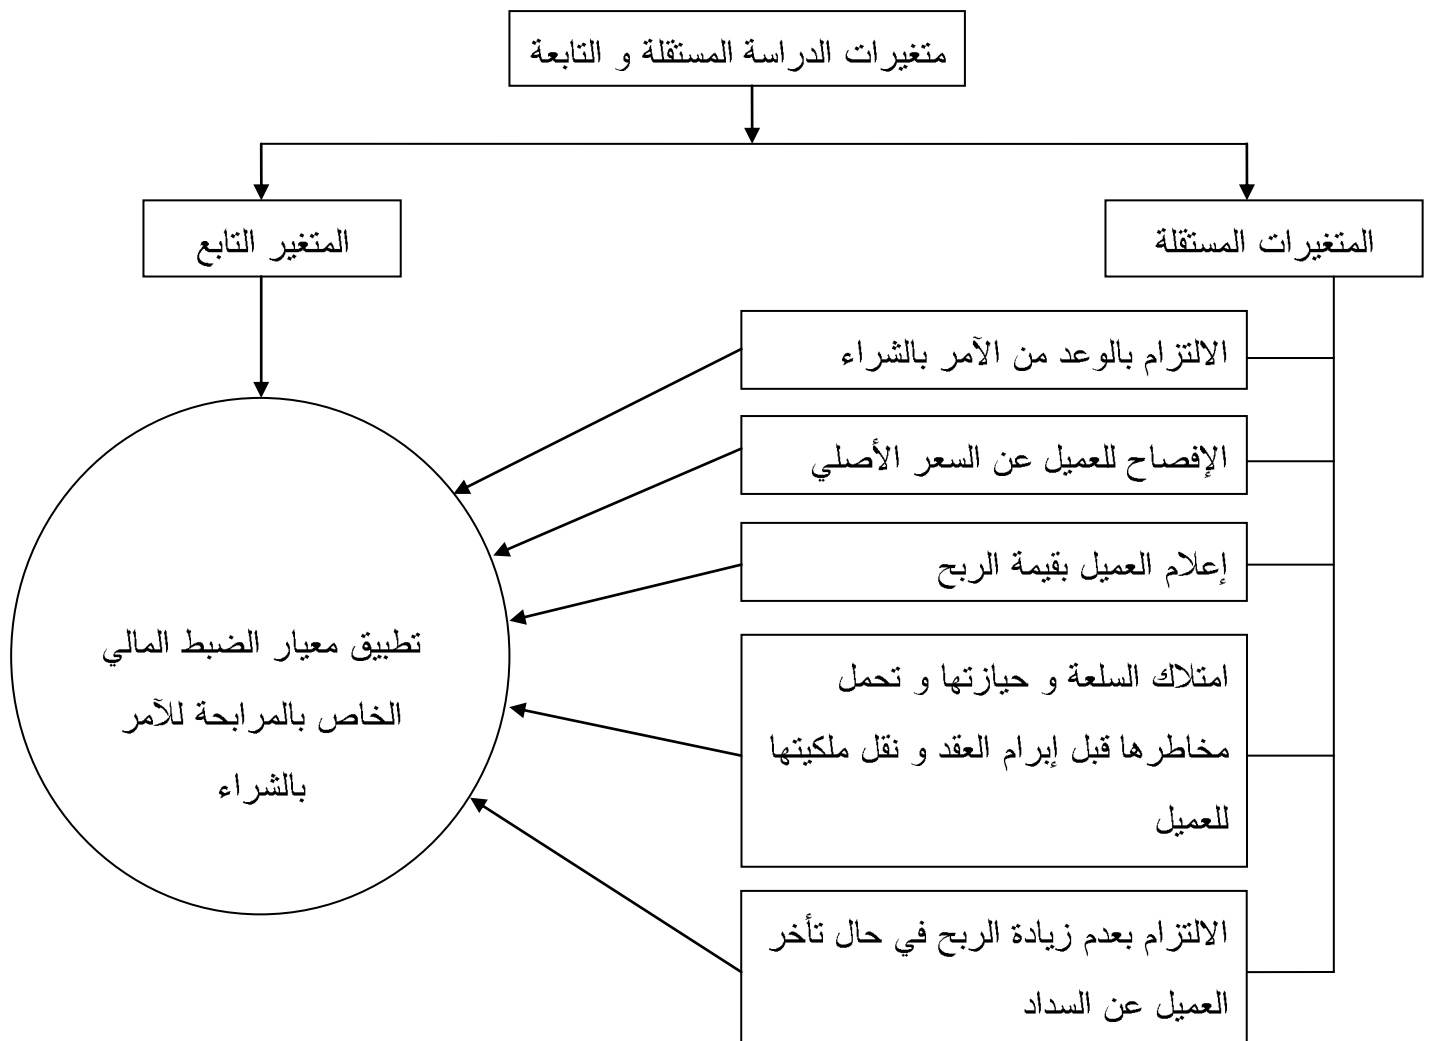 متغيرات الدراسة المستقلة و التابعة
المتغيرات المستقلة
المتغير التابع
الالتزام بالوعد من الآمر بالشراء
الإفصاح للعميل عن السعر الأصلي
إعلام العميل بقيمة الربح
امتلاك السلعة و حيازتها و تحمل
مخاطرها قبل إبرام العقد و نقل ملكيتها
للعميل
الالتزام بعدم زيادة الربح في حال تأخر
العميل عن السداد
تطبيق معيار الضبط المالي
الخاص بالمرابحة للآمر
بالشراء